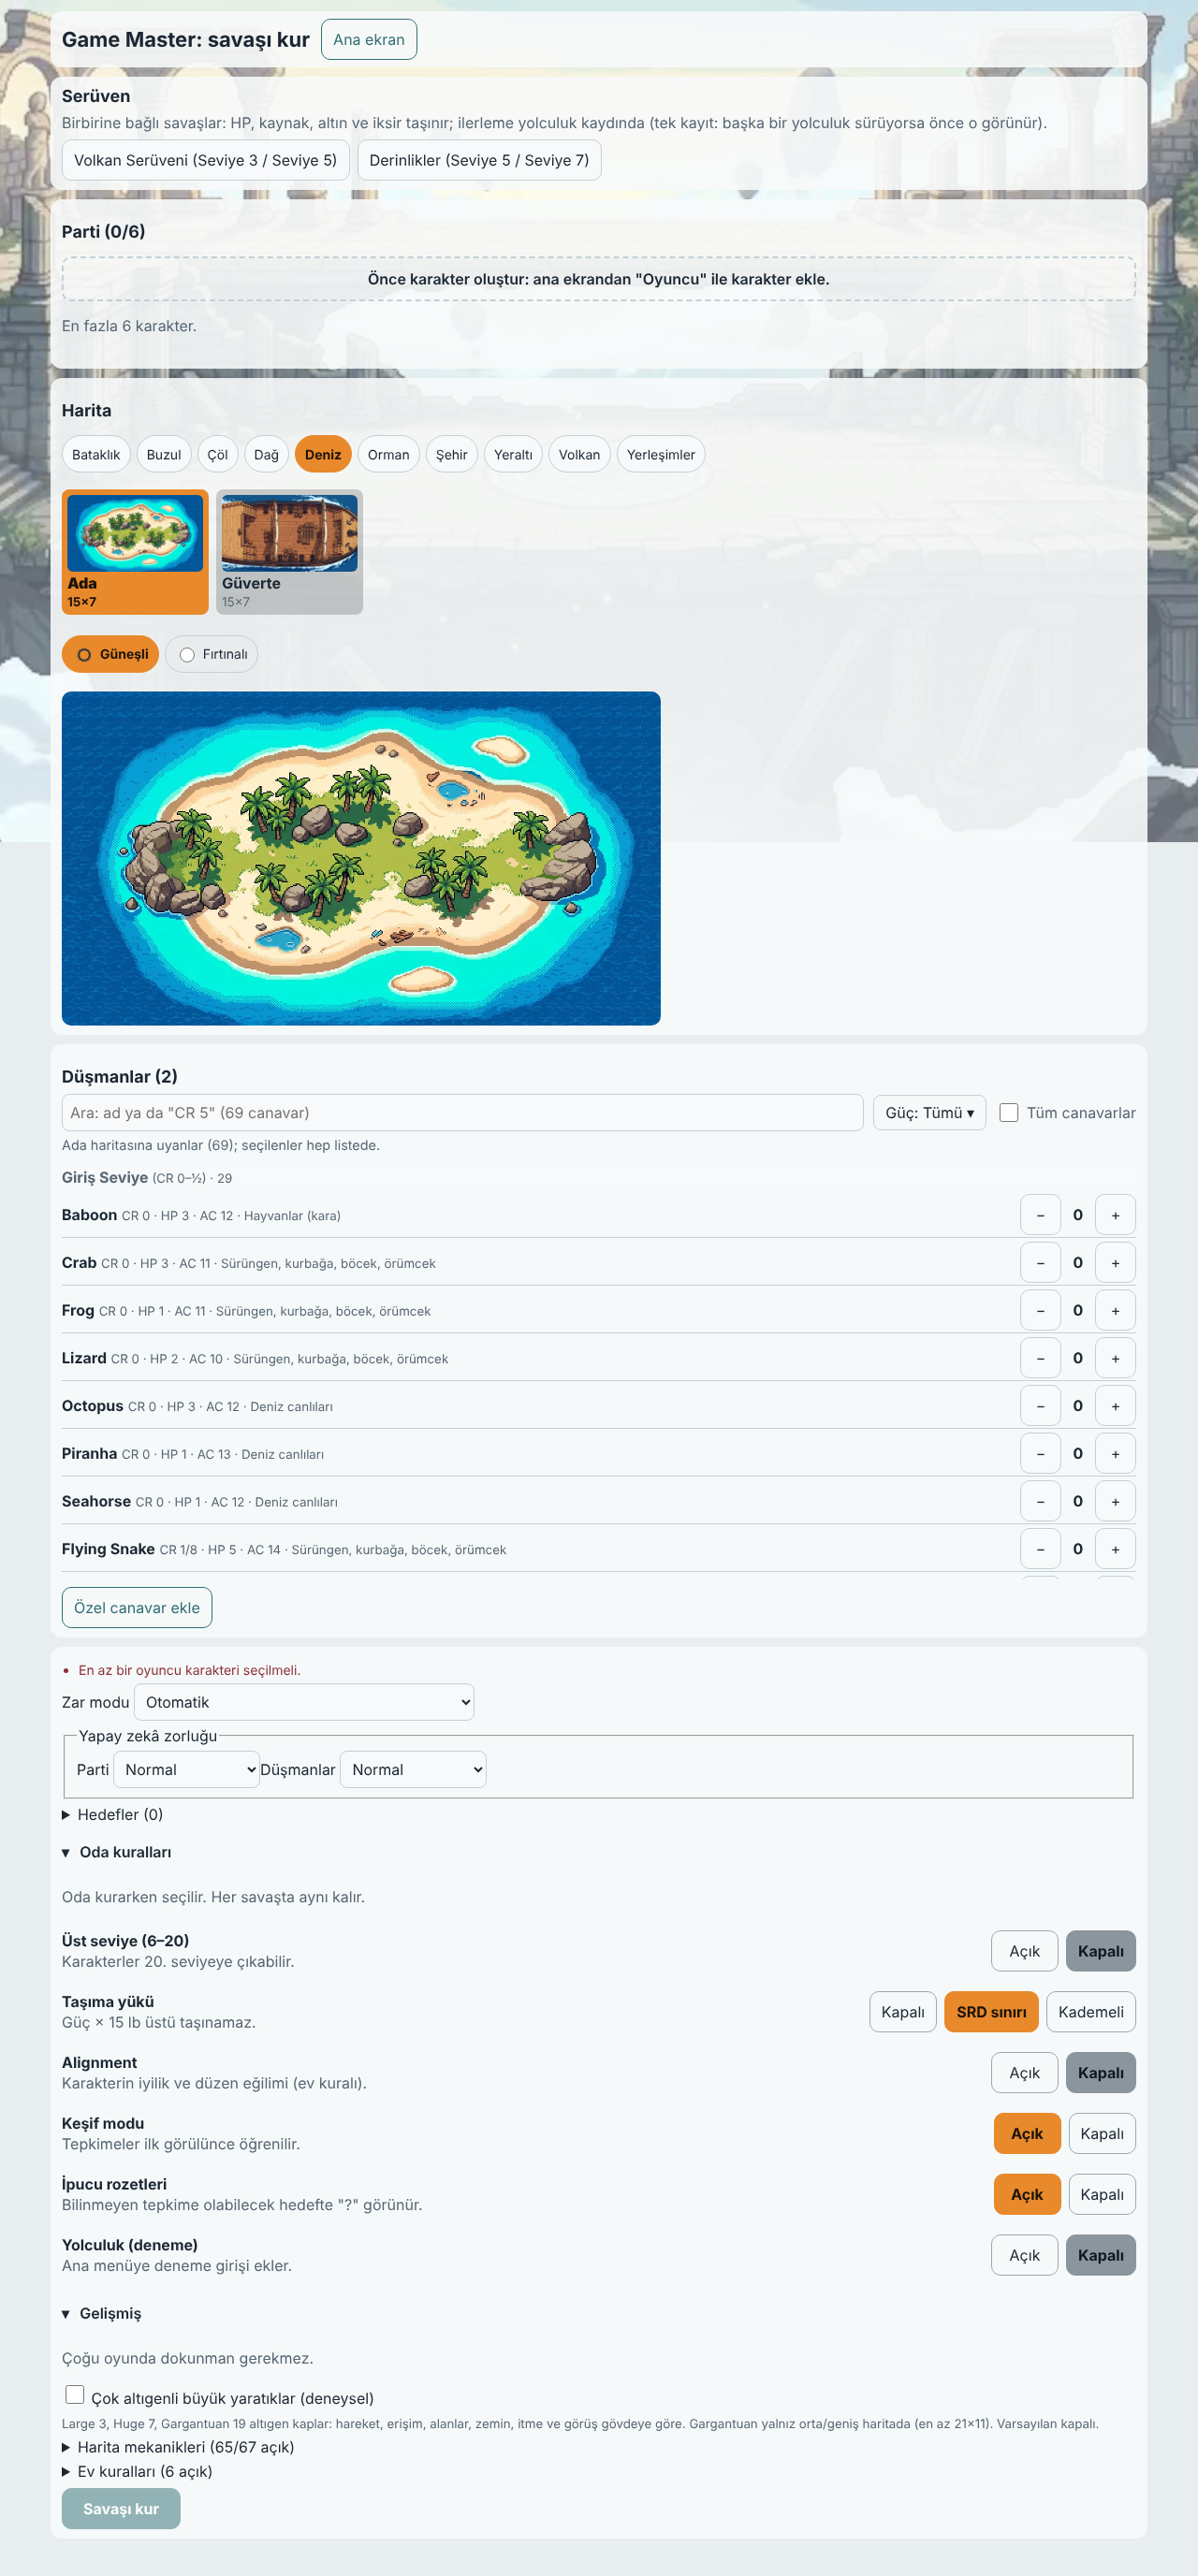 Game Master: savaşı kur
Ana ekran
Serüven
Birbirine bağlı savaşlar: HP, kaynak, altın ve iksir taşınır; ilerleme yolculuk kaydında (tek kayıt: başka bir yolculuk sürüyorsa önce o görünür).
Volkan Serüveni (Seviye 3 / Seviye 5)
Derinlikler (Seviye 5 / Seviye 7)
Parti (0/6)
Önce karakter oluştur: ana ekrandan "Oyuncu" ile karakter ekle.
En fazla 6 karakter.
Harita
Bataklık
Buzul
Çöl
Dağ
Deniz
Orman
Şehir
Yeraltı
Volkan
Yerleşimler
Ada
15×7
Güverte
15×7
Güneşli
Fırtınalı
Düşmanlar (2)
Ara: ad ya da "CR 5" (69 canavar)
Güç: Tümü ▾
Tüm canavarlar
Ada haritasına uyanlar (69); seçilenler hep listede.
Giriş Seviye (CR 0–½) · 29
Baboon CR 0 · HP 3 · AC 12 · Hayvanlar (kara)
− 0 +
Crab CR 0 · HP 3 · AC 11 · Sürüngen, kurbağa, böcek, örümcek
− 0 +
Frog CR 0 · HP 1 · AC 11 · Sürüngen, kurbağa, böcek, örümcek
− 0 +
Lizard CR 0 · HP 2 · AC 10 · Sürüngen, kurbağa, böcek, örümcek
− 0 +
Octopus CR 0 · HP 3 · AC 12 · Deniz canlıları
− 0 +
Piranha CR 0 · HP 1 · AC 13 · Deniz canlıları
− 0 +
Seahorse CR 0 · HP 1 · AC 12 · Deniz canlıları
− 0 +
Flying Snake CR 1/8 · HP 5 · AC 14 · Sürüngen, kurbağa, böcek, örümcek
− 0 +
Özel canavar ekle
• En az bir oyuncu karakteri seçilmeli.
Zar modu Otomatik
Yapay zekâ zorluğu
Parti Normal Düşmanlar Normal
▶ Hedefler (0)
▼ Oda kuralları
Oda kurarken seçilir. Her savaşta aynı kalır.
Üst seviye (6–20)
Karakterler 20. seviyeye çıkabilir.
Açık Kapalı
Taşıma yükü
Güç × 15 lb üstü taşınamaz.
Kapalı SRD sınırı Kademeli
Alignment
Karakterin iyilik ve düzen eğilimi (ev kuralı).
Açık Kapalı
Keşif modu
Tepkimeler ilk görülünce öğrenilir.
Açık Kapalı
İpucu rozetleri
Bilinmeyen tepkime olabilecek hedefte "?" görünür.
Açık Kapalı
Yolculuk (deneme)
Ana menüye deneme girişi ekler.
Açık Kapalı
▼ Gelişmiş
Çoğu oyunda dokunman gerekmez.
Çok altıgenli büyük yaratıklar (deneysel)
Large 3, Huge 7, Gargantuan 19 altıgen kaplar: hareket, erişim, alanlar, zemin, itme ve görüş gövdeye göre. Gargantuan yalnız orta/geniş haritada (en az 21×11). Varsayılan kapalı.
▶ Harita mekanikleri (65/67 açık)
▶ Ev kuralları (6 açık)
Savaşı kur